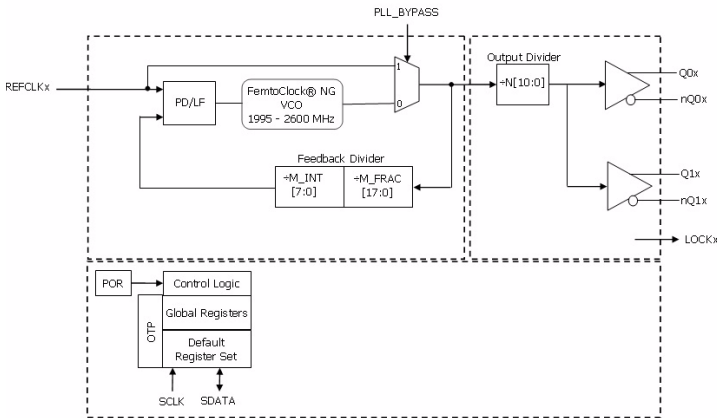 PLL_BYPASS
REFCLKx
PD/LF
FemtoClock® NG
VCO
1995 - 2600 MHz
1
0
Output Divider
÷N[10:0]
Q0x
nQ0x
Feedback Divider
÷M_INT
[7:0]
÷M_FRAC
[17:0]
Q1x
nQ1x
LOCKx
POR
Control Logic
OTP
Global Registers
Default
Register Set
SCLK
SDATA